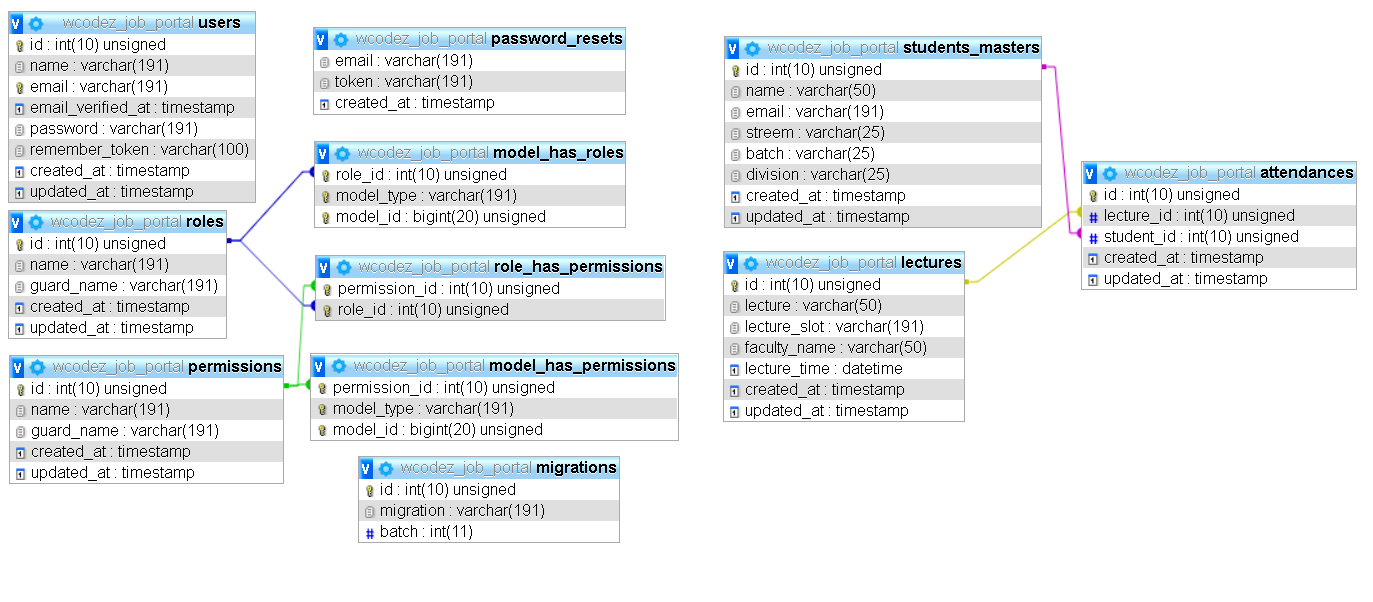 wcodez_job_portal users
id : int(10) unsigned
name : varchar(191)
email : varchar(191)
email_verified_at : timestamp
password : varchar(191)
remember_token : varchar(100)
created_at : timestamp
updated_at : timestamp
wcodez_job_portal roles
id : int(10) unsigned
name : varchar(191)
guard_name : varchar(191)
created_at : timestamp
updated_at : timestamp
wcodez_job_portal permissions
id : int(10) unsigned
name : varchar(191)
guard_name : varchar(191)
created_at : timestamp
updated_at : timestamp
wcodez_job_portal password_resets
email : varchar(191)
token : varchar(191)
created_at : timestamp
wcodez_job_portal model_has_roles
role_id : int(10) unsigned
model_type : varchar(191)
model_id : bigint(20) unsigned
wcodez_job_portal role_has_permissions
permission_id : int(10) unsigned
role_id : int(10) unsigned
wcodez_job_portal model_has_permissions
permission_id : int(10) unsigned
model_type : varchar(191)
model_id : bigint(20) unsigned
wcodez_job_portal migrations
id : int(10) unsigned
migration : varchar(191)
batch : int(11)
wcodez_job_portal students_masters
id : int(10) unsigned
name : varchar(50)
email : varchar(191)
streem : varchar(25)
batch : varchar(25)
division : varchar(25)
created_at : timestamp
updated_at : timestamp
wcodez_job_portal lectures
id : int(10) unsigned
lecture : varchar(50)
lecture_slot : varchar(191)
faculty_name : varchar(50)
lecture_time : datetime
created_at : timestamp
updated_at : timestamp
wcodez_job_portal attendances
id : int(10) unsigned
lecture_id : int(10) unsigned
student_id : int(10) unsigned
created_at : timestamp
updated_at : timestamp